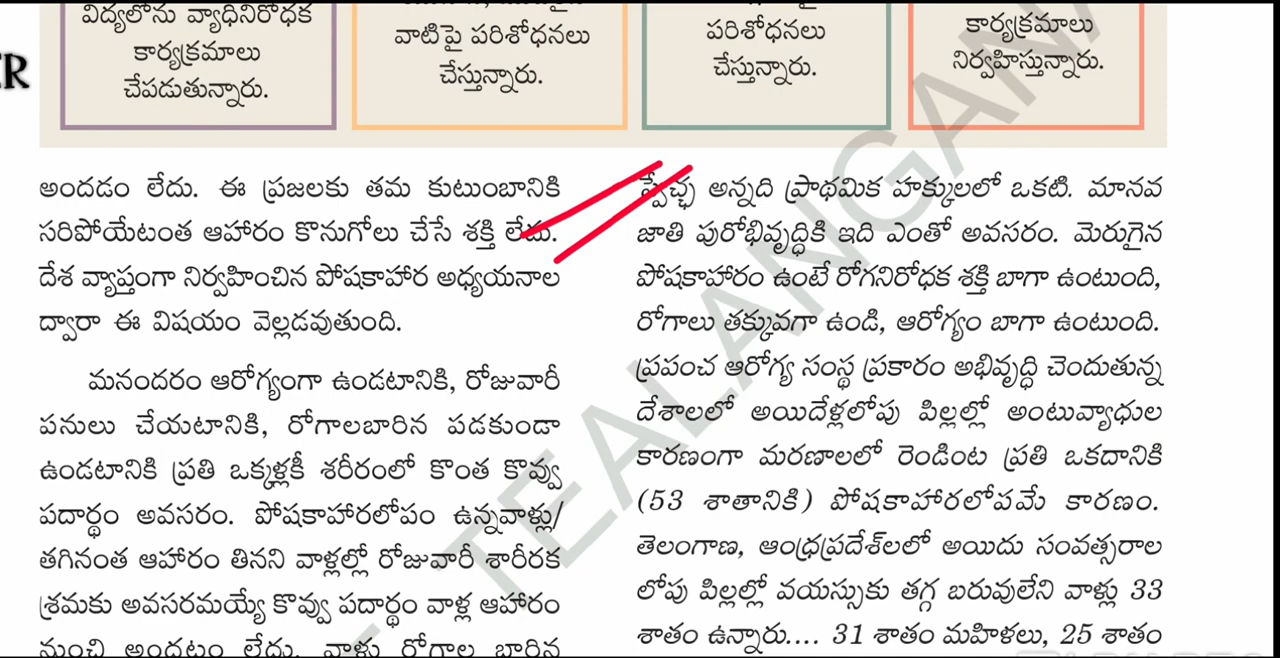 ER
విద్యలోను వ్యాధినిరోధక
కార్యక్రమాలు
చేపడుతున్నారు.
వాటిపై పరిశోధనలు
చేస్తున్నారు.
పరిశోధనలు
చేస్తున్నారు.
కార్యక్రమాలు
నిర్వహిస్తున్నారు.
అందడం లేదు. ఈ ప్రజలకు తమ కుటుంబానికి
సరిపోయేటంత ఆహారం కొనుగోలు చేసే శక్తి లేదు.
దేశ వ్యాప్తంగా నిర్వహించిన పోషకాహార అధ్యయనాల
ద్వారా ఈ విషయం వెల్లడవుతుంది.
మనందరం ఆరోగ్యంగా ఉండటానికి, రోజువారీ
పనులు చేయటానికి, రోగాలబారిన పడకుండా
ఉండటానికి ప్రతి ఒక్కళ్లకీ శరీరంలో కొంత కొవ్వు
పదార్థం అవసరం. పోషకాహారలోపం ఉన్నవాళ్లు/
తగినంత ఆహారం తినని వాళ్లల్లో రోజువారీ శారీరక
శ్రమకు అవసరమయ్యే కొవ్వు పదార్థం వాళ్ల ఆహారం
నుంచి అందటం లేదు. వాళ్లు రోగాల బారిన
స్వేచ్ఛ అన్నది ప్రాథమిక హక్కులలో ఒకటి. మానవ
జాతి పురోభివృద్ధికి ఇది ఎంతో అవసరం. మెరుగైన
పోషకాహారం ఉంటే రోగనిరోధక శక్తి బాగా ఉంటుంది,
రోగాలు తక్కువగా ఉండి, ఆరోగ్యం బాగా ఉంటుంది.
ప్రపంచ ఆరోగ్య సంస్థ ప్రకారం అభివృద్ధి చెందుతున్న
దేశాలలో అయిదేళ్లలోపు పిల్లల్లో అంటువ్యాధుల
కారణంగా మరణాలలో రెండింట ప్రతి ఒకదానికి
(53 శాతానికి) పోషకాహారలోపమే కారణం.
తెలంగాణ, ఆంధ్రప్రదేశ్‌లలో అయిదు సంవత్సరాల
లోపు పిల్లల్లో వయస్సుకు తగ్గ బరువులేని వాళ్లు 33
శాతం ఉన్నారు.... 31 శాతం మహిళలు, 25 శాతం
TEALANGANA